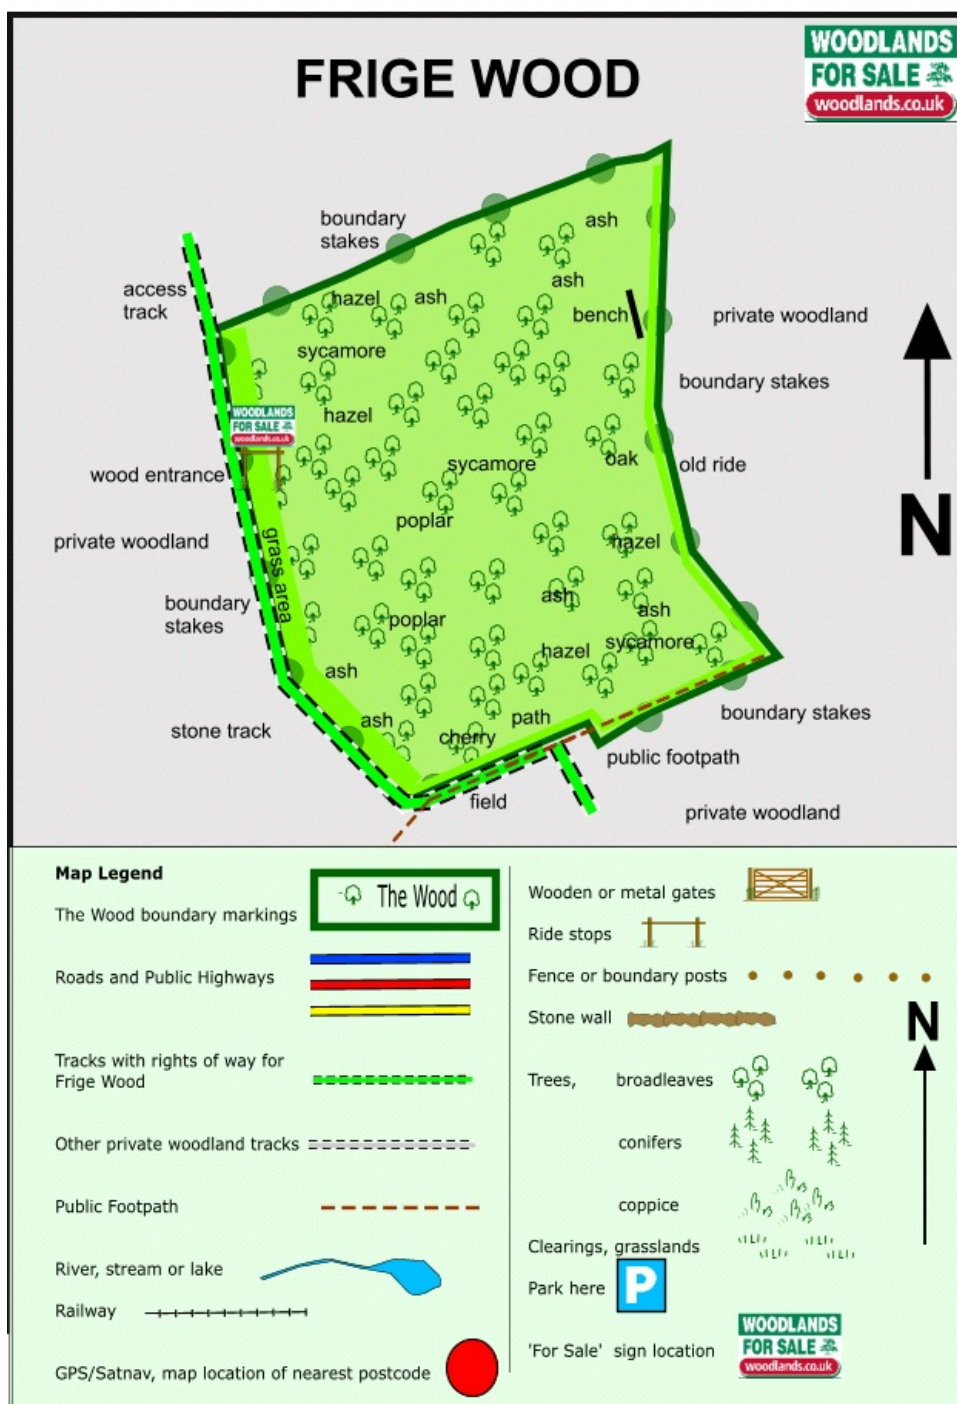 FRIGE WOOD
WOODLANDS
FOR SALE
woodlands.co.uk
boundary
stakes
ash
access
track
ash
hazel
ash
bench
private woodland
sycamore
boundary stakes
hazel
WOODLANDS
FOR SALE
woodlands.co.uk
wood entrance
sycamore
oak
old ride
poplar
N
private woodland
grass area
hazel
boundary
stakes
ash
ash
poplar
sycamore
hazel
ash
stone track
ash
path
cherry
boundary stakes
public footpath
field
private woodland
Map Legend
The Wood boundary markings
The Wood
Roads and Public Highways
Tracks with rights of way for
Frige Wood
Other private woodland tracks
Public Footpath
River, stream or lake
Railway
GPS/Satnav, map location of nearest postcode
Wooden or metal gates
Ride stops
Fence or boundary posts
Stone wall
N
Trees, broadleaves
conifers
coppice
Clearings, grasslands
Park here
P
'For Sale' sign location
WOODLANDS
FOR SALE
woodlands.co.uk